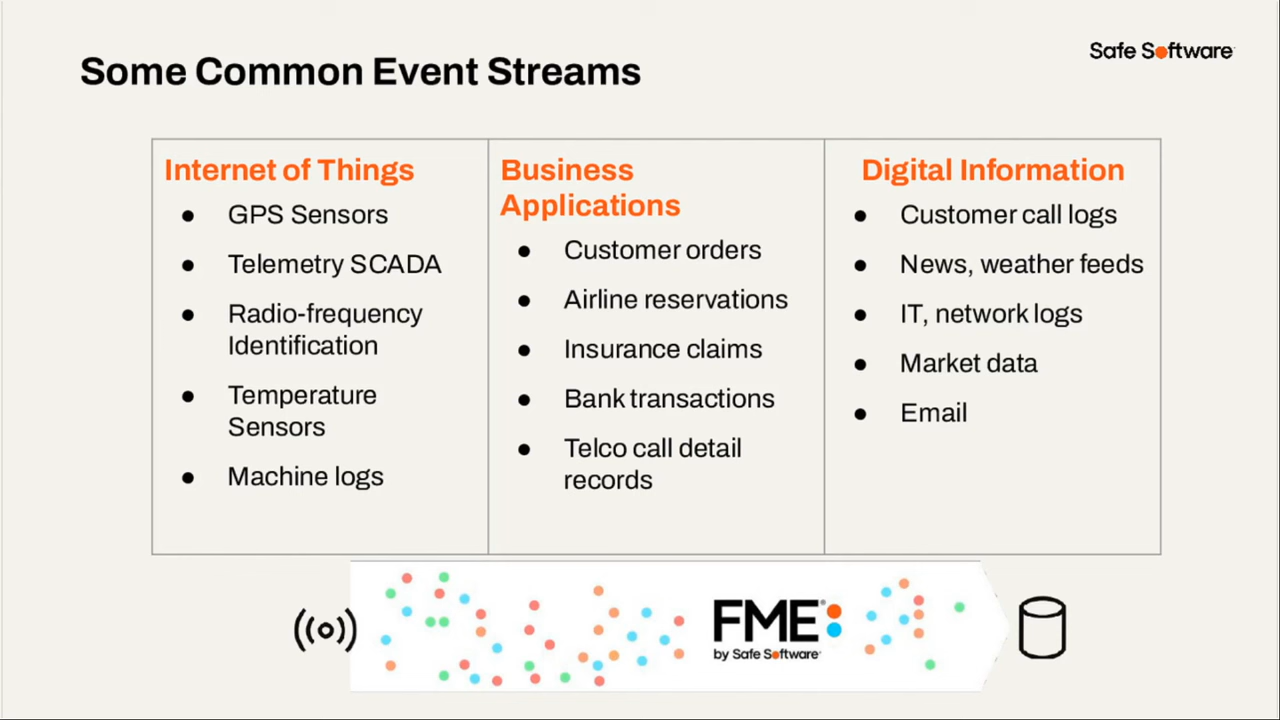 Some Common Event Streams
Safe Software
Internet of Things
● GPS Sensors
● Telemetry SCADA
● Radio-frequency
Identification
● Temperature
Sensors
● Machine logs
Business
Applications
● Customer orders
● Airline reservations
● Insurance claims
● Bank transactions
● Telco call detail
records
Digital Information
● Customer call logs
● News, weather feeds
● IT, network logs
● Market data
● Email
FME®
by Safe Software